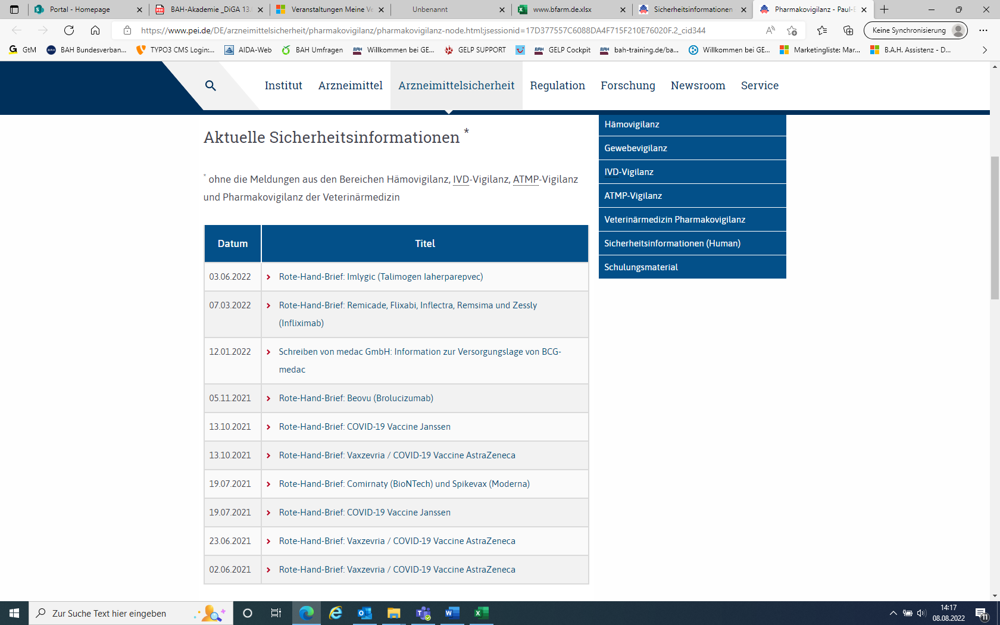 Portal - Homepage
BAH-Akademie _DiGA 13.
Veranstaltungen Meine Ve
Unbenannt
www.bfarm.de.xlsx
Sicherheitsinformationen
Pharmakovigilanz - Paul-E
https://www.pei.de/DE/arzneimittelsicherheit/pharmakovigilanz/pharmakovigilanz-node.html;jsessionid=17D377557C6088DA4F715F210E76020F.2_cid344
Keine Synchronisierung
GtM
BAH Bundesverban...
TYPO3 CMS Login:...
AIDA-Web
BAH Umfragen
Willkommen bei GE...
GELP SUPPORT
GELP Cockpit
bah-training.de/ba...
Willkommen bei GE...
Marketingliste: Mar...
B.A.H. Assistenz - D...
Institut
Arzneimittel
Arzneimittelsicherheit
Regulation
Forschung
Newsroom
Service
Aktuelle Sicherheitsinformationen *
* ohne die Meldungen aus den Bereichen Hämovigilanz, IVD-Vigilanz, ATMP-Vigilanz
und Pharmakovigilanz der Veterinärmedizin
Datum Titel
03.06.2022 Rote-Hand-Brief: Imlygic (Talimogen laherparepvec)
07.03.2022 Rote-Hand-Brief: Remicade, Flixabi, Inflectra, Remsima und Zessly
(Infliximab)
12.01.2022 Schreiben von medac GmbH: Information zur Versorgungslage von BCG-
medac
05.11.2021 Rote-Hand-Brief: Beovu (Brolucizumab)
13.10.2021 Rote-Hand-Brief: COVID-19 Vaccine Janssen
13.10.2021 Rote-Hand-Brief: Vaxzevria / COVID-19 Vaccine AstraZeneca
19.07.2021 Rote-Hand-Brief: Comirnaty (BioNTech) und Spikevax (Moderna)
19.07.2021 Rote-Hand-Brief: COVID-19 Vaccine Janssen
23.06.2021 Rote-Hand-Brief: Vaxzevria / COVID-19 Vaccine AstraZeneca
02.06.2021 Rote-Hand-Brief: Vaxzevria / COVID-19 Vaccine AstraZeneca
Hämovigilanz
Gewebevigilanz
IVD-Vigilanz
ATMP-Vigilanz
Veterinärmedizin Pharmakovigilanz
Sicherheitsinformationen (Human)
Schulungsmaterial
Zur Suche Text hier eingeben
14:17
08.08.2022
11